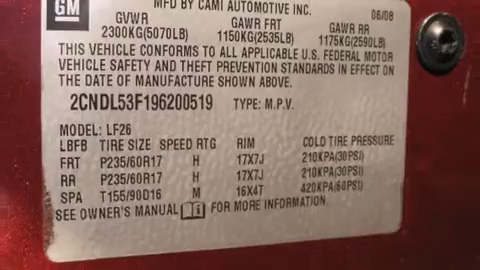 GM
MFD BY CAMI AUTOMOTIVE INC.
06/08
GVWR GAWR FRT GAWR RR
2300KG(5070LB) 1150KG(2535LB) 1175KG(2590LB)
THIS VEHICLE CONFORMS TO ALL APPLICABLE U.S. FEDERAL MOTOR
VEHICLE SAFETY AND THEFT PREVENTION STANDARDS IN EFFECT ON
THE DATE OF MANUFACTURE SHOWN ABOVE.
2CNDL53F196200519 TYPE: M.P.V.
MODEL: LF26
LBFB TIRE SIZE SPEED RTG RIM COLD TIRE PRESSURE
FRT P235/60R17 H 17X7J 210KPA(30PSI)
RR P235/60R17 H 17X7J 210KPA(30PSI)
SPA T155/90D16 M 16X4T 420KPA(60PSI)
SEE OWNER'S MANUAL FOR MORE INFORMATION